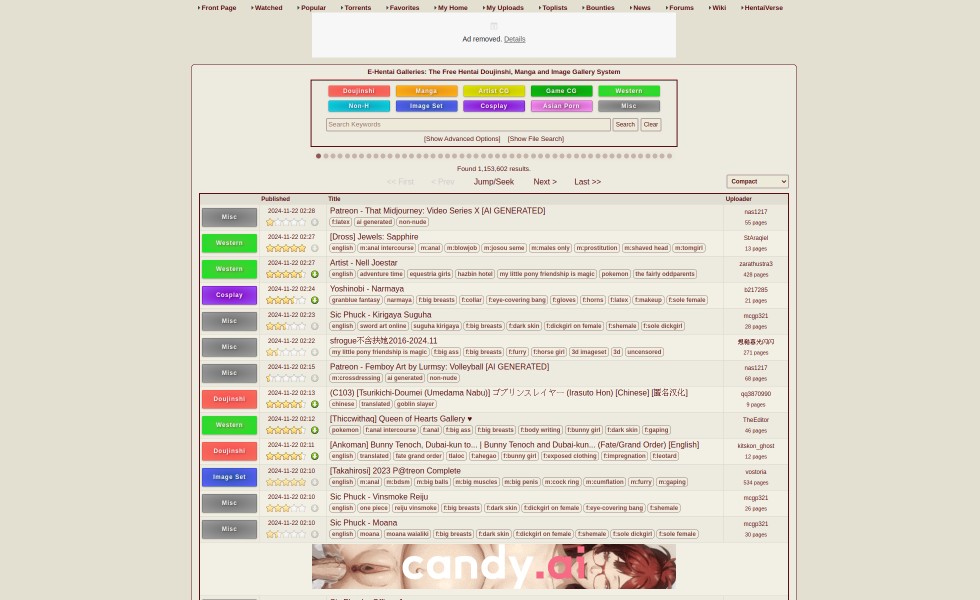 Front Page Watched Popular Torrents Favorites My Home My Uploads Toplists Bounties News Forums Wiki HentaiVerse
Ad removed. Details
E-Hentai Galleries: The Free Hentai Doujinshi, Manga and Image Gallery System
Doujinshi Manga Artist CG Game CG Western
Non-H Image Set Cosplay Asian Porn Misc
Search Keywords Search Clear
[Show Advanced Options] [Show File Search]
Found 1,153,602 results.
<< First < Prev Jump/Seek Next > Last >> Compact
Published Title Uploader
Misc 2024-11-22 02:28 Patreon - That Midjourney: Video Series X [AI GENERATED] nas1217
f:latex ai generated non-nude 55 pages
Western 2024-11-22 02:27 [Dross] Jewels: Sapphire StAraqiel
english m:anal intercourse m:anal m:blowjob m:josou seme m:males only m:prostitution m:shaved head m:tomgirl 13 pages
Western 2024-11-22 02:27 Artist - Nell Joestar zarathustra3
english adventure time equestria girls hazbin hotel my little pony friendship is magic pokemon the fairly oddparents 428 pages
Cosplay 2024-11-22 02:24 Yoshinobi - Narmaya b217285
granblue fantasy narmaya f:big breasts f:collar f:eye-covering bang f:gloves f:horns f:latex f:makeup f:sole female 21 pages
Misc 2024-11-22 02:23 Sic Phuck - Kirigaya Suguha mcgp321
english sword art online suguha kirigaya f:big breasts f:dark skin f:dickgirl on female f:shemale f:sole dickgirl 28 pages
Misc 2024-11-22 02:22 sfrogue不含扶她2016-2024.11
my little pony friendship is magic f:big ass f:big breasts f:furry f:horse girl 3d imageset 3d uncensored 271 pages
Misc 2024-11-22 02:15 Patreon - Femboy Art by Lurmsy: Volleyball [AI GENERATED] nas1217
m:crossdressing ai generated non-nude 68 pages
Doujinshi 2024-11-22 02:13 (C103) [Tsurikichi-Doumei (Umedama Nabu)] ゴブリンスレイヤー (Irasuto Hon) [Chinese] [匿名汉化] qq3870990
chinese translated goblin slayer 9 pages
Western 2024-11-22 02:12 [Thiccwithaq] Queen of Hearts Gallery ♥ TheEditor
pokemon f:anal intercourse f:anal f:big ass f:big breasts f:body writing f:bunny girl f:dark skin f:gaping 46 pages
Doujinshi 2024-11-22 02:11 [Ankoman] Bunny Tenoch, Dubai-kun to... | Bunny Tenoch and Dubai-kun... (Fate/Grand Order) [English] kitskon_ghost
english translated fate grand order tlaloc f:ahegao f:bunny girl f:exposed clothing f:impregnation f:leotard 12 pages
Image Set 2024-11-22 02:10 [Takahirosi] 2023 P@treon Complete vostoria
english m:anal m:bdsm m:big balls m:big muscles m:big penis m:cock ring m:cumflation m:furry m:gaping 534 pages
Misc 2024-11-22 02:10 Sic Phuck - Vinsmoke Reiju mcgp321
english one piece reiju vinsmoke f:big breasts f:dark skin f:dickgirl on female f:eye-covering bang f:shemale 26 pages
Misc 2024-11-22 02:10 Sic Phuck - Moana mcgp321
english moana moana waialiki f:big breasts f:dark skin f:dickgirl on female f:shemale f:sole dickgirl f:sole female 30 pages
candy.ai